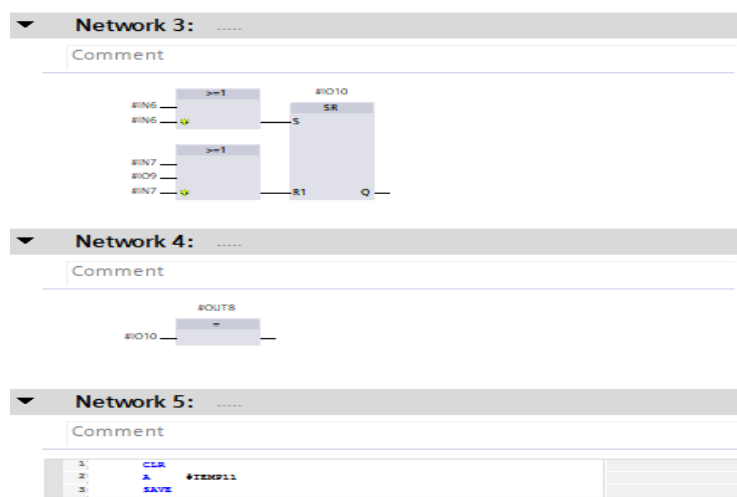 Network 3: .....
Comment
>=1 #IO10
#IN6 SR
#IN6 S
>=1
#IN7
#IO9
#IN7 R1 Q
Network 4: .....
Comment
#OUT8
=
#IO10
Network 5: .....
Comment
1 CLR
2 A #TEMP11
3 SAVE